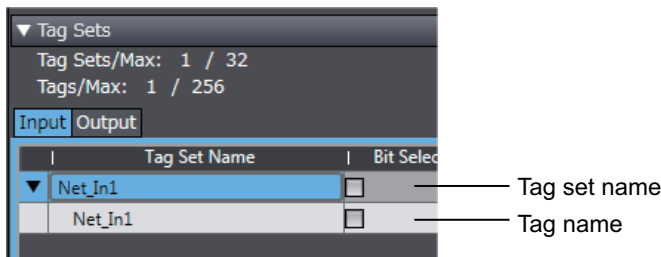 ▼ Tag Sets
Tag Sets/Max: 1 / 32
Tags/Max: 1 / 256
Input Output
Tag Set Name | Bit Selec
▼ Net_In1
Tag set name
Net_In1
Tag name